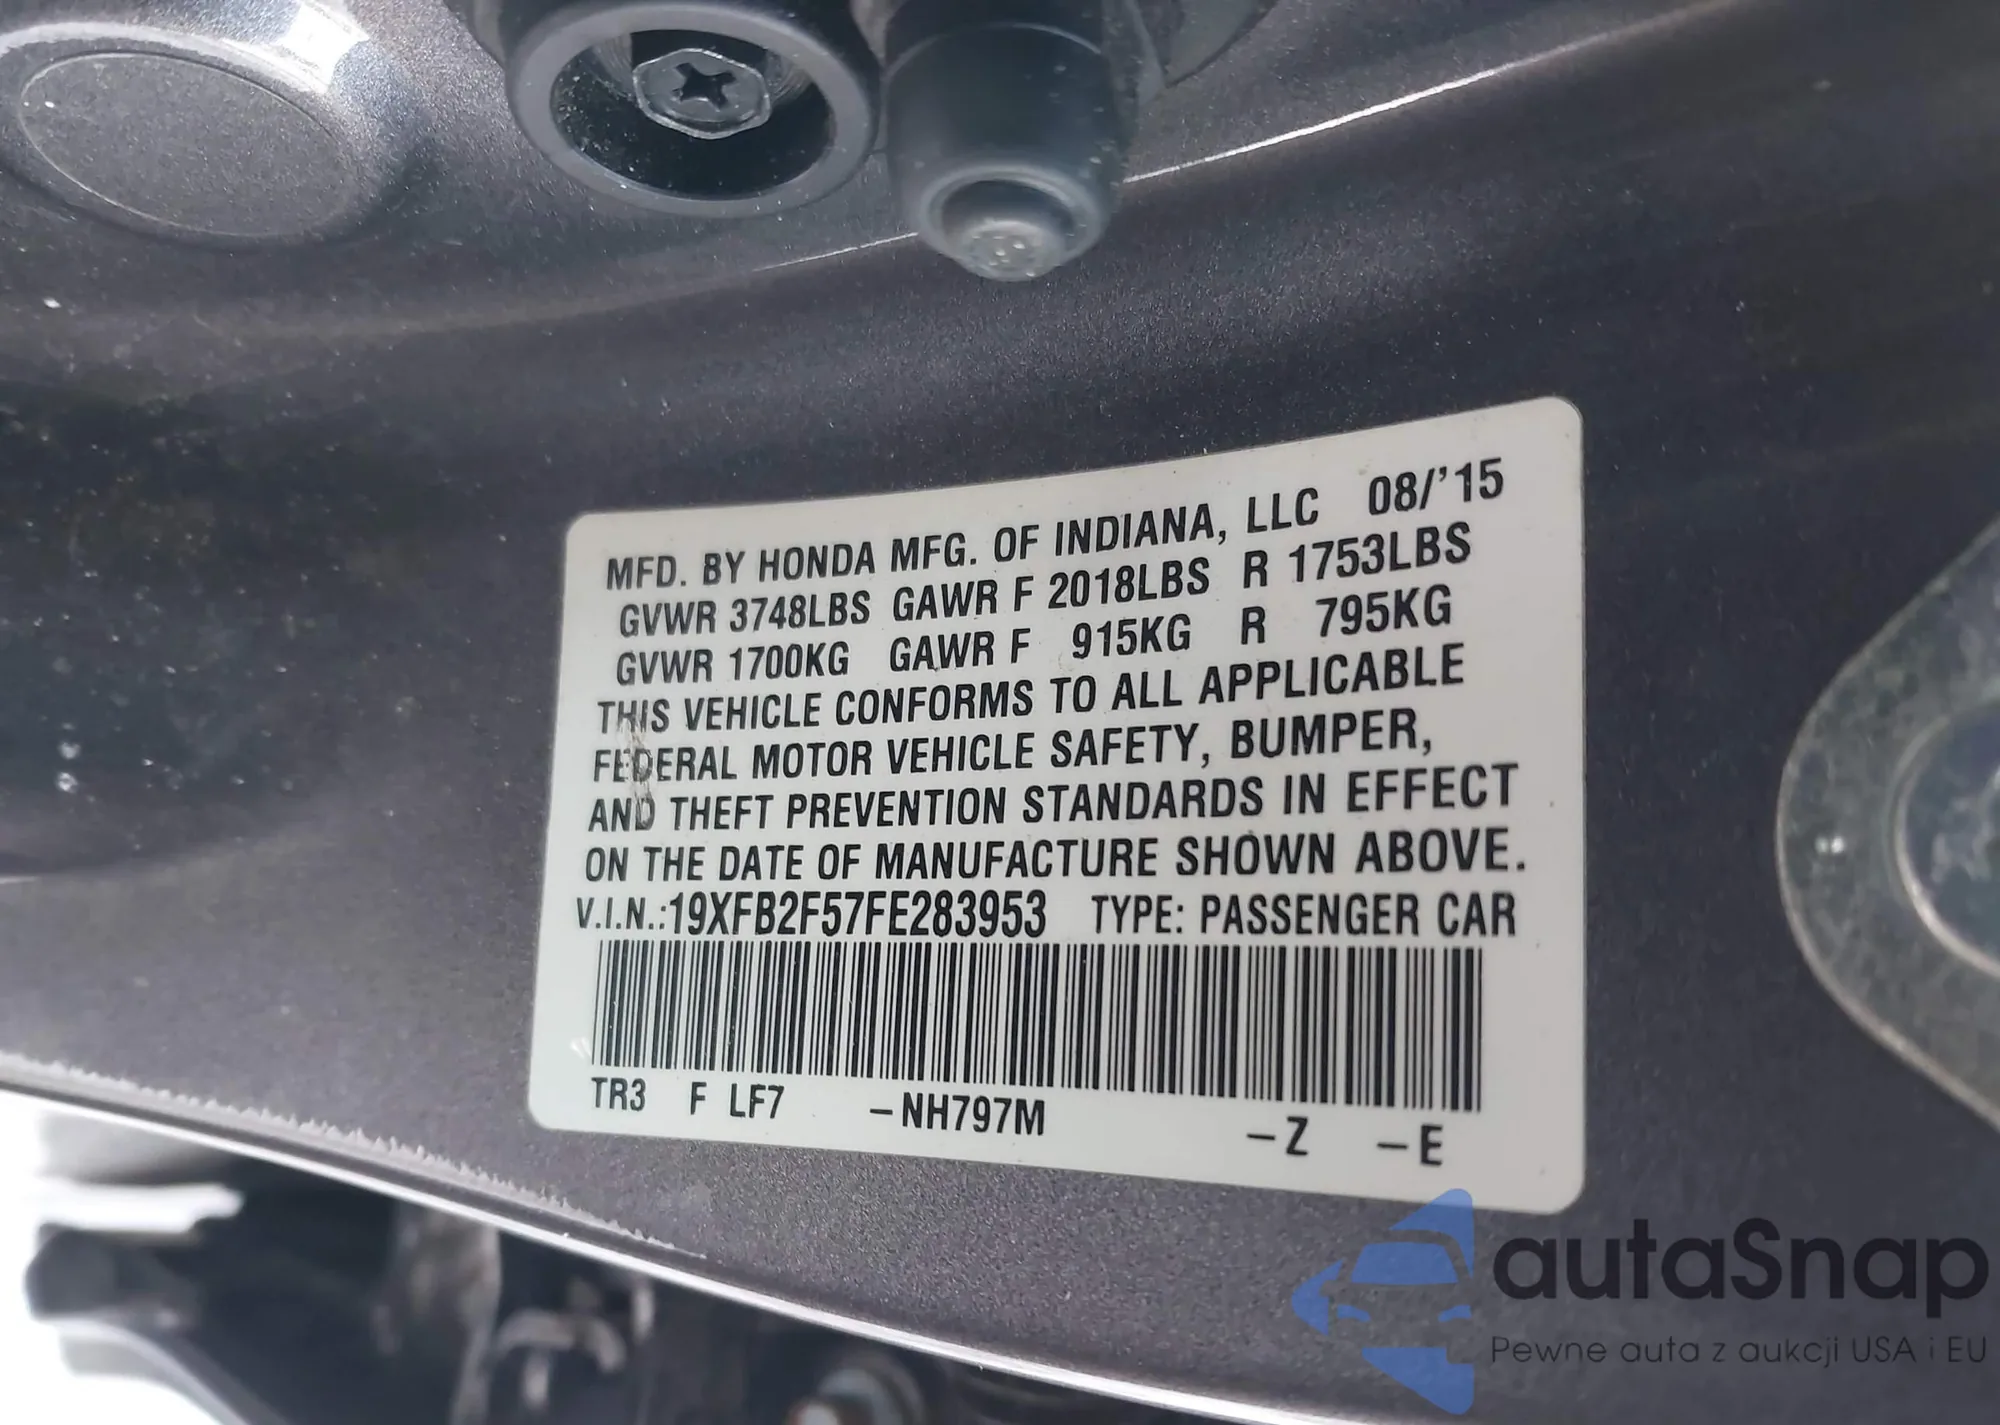 MFD. BY HONDA MFG. OF INDIANA, LLC 08/'15
GVWR 3748LBS GAWR F 2018LBS R 1753LBS
GVWR 1700KG GAWR F 915KG R 795KG
THIS VEHICLE CONFORMS TO ALL APPLICABLE
FEDERAL MOTOR VEHICLE SAFETY, BUMPER,
AND THEFT PREVENTION STANDARDS IN EFFECT
ON THE DATE OF MANUFACTURE SHOWN ABOVE.
V.I.N.:19XFB2F57FE283953 TYPE: PASSENGER CAR
TR3 F LF7 –NH797M –Z –E
autaSnap
Pewne auta z aukcji USA i EU